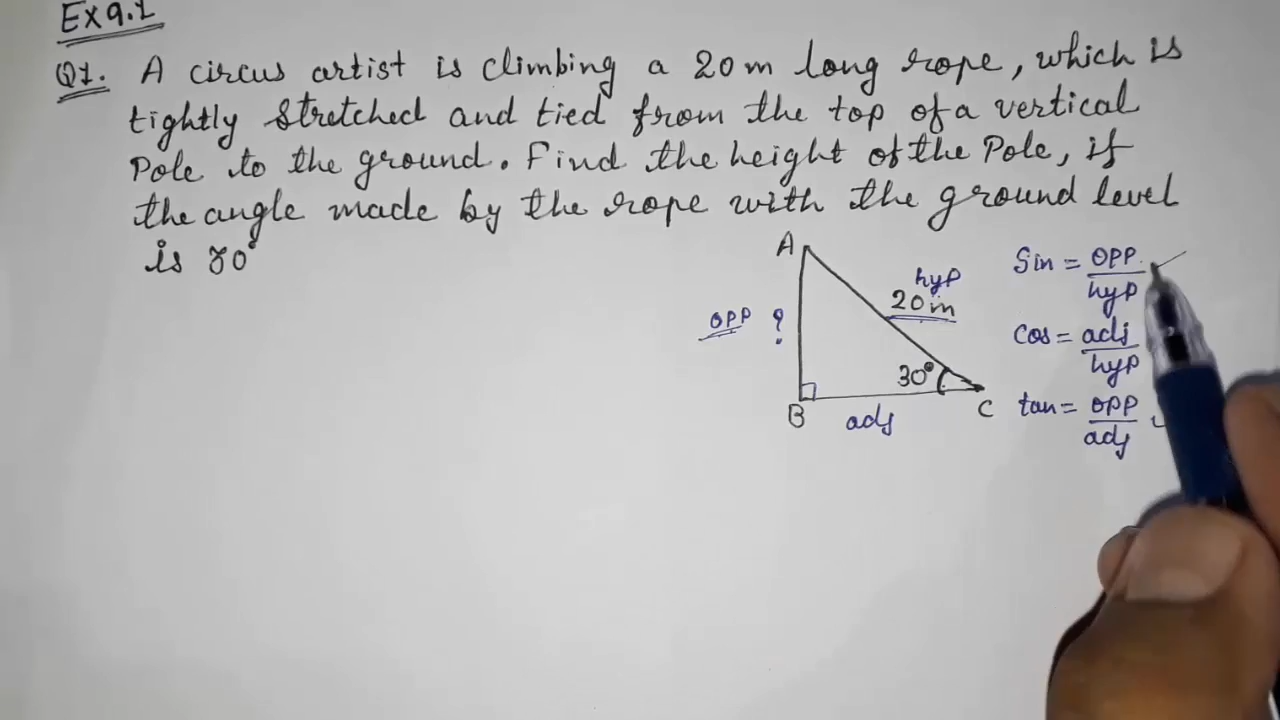 Ex 9.1
Q1. A circus artist is climbing a 20m long rope, which is
tightly stretched and tied from the top of a vertical
Pole to the ground. Find the height of the Pole, if
the angle made by the rope with the ground level
is 30°
A
hyp
20m
opp ?
30°
B
adj
C
Sin = opp/hyp
Cos = adj/hyp
tan = opp/adj